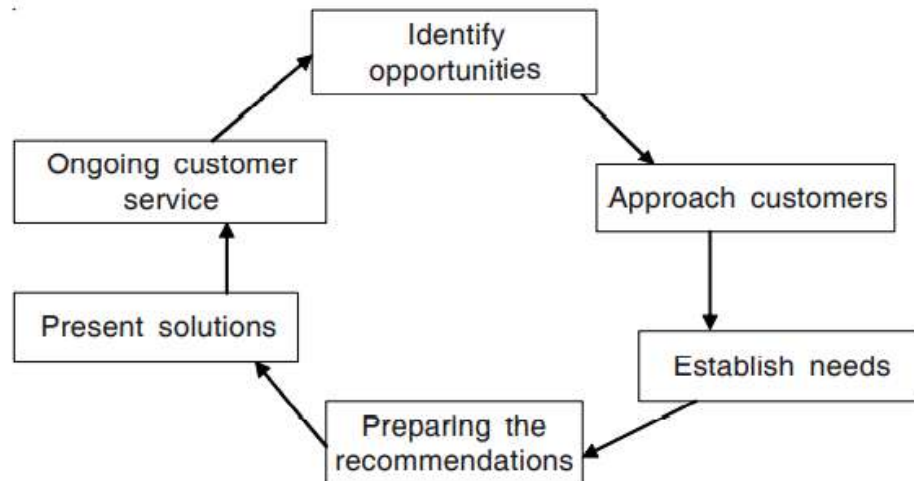 Identify
opportunities
Approach customers
Establish needs
Preparing the
recommendations
Present solutions
Ongoing customer
service